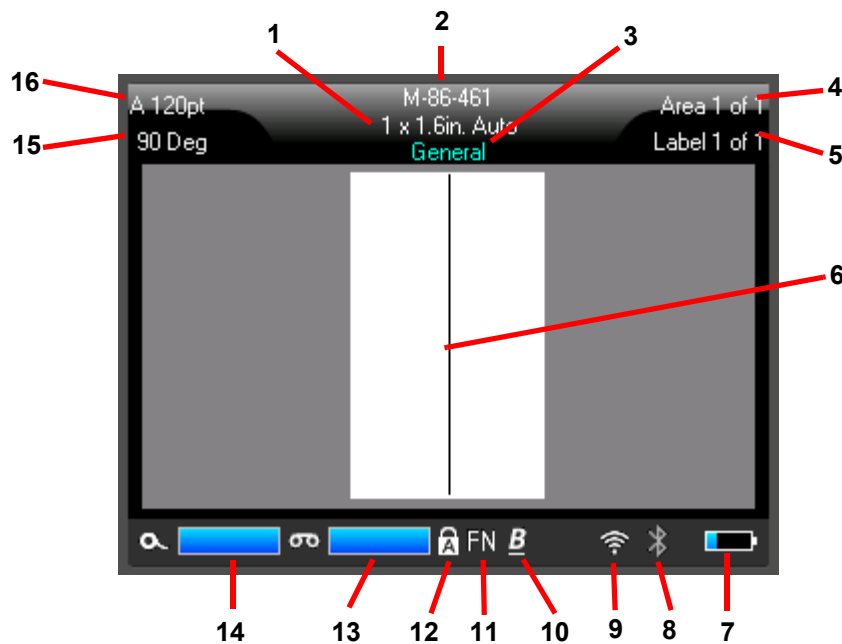 1 2 3
16 4
A 120pt M-86-461 Area 1 of 1
1 x 1.6in. Auto
15 90 Deg General Label 1 of 1 5
6
A FN B
14 13 12 11 10 9 8 7